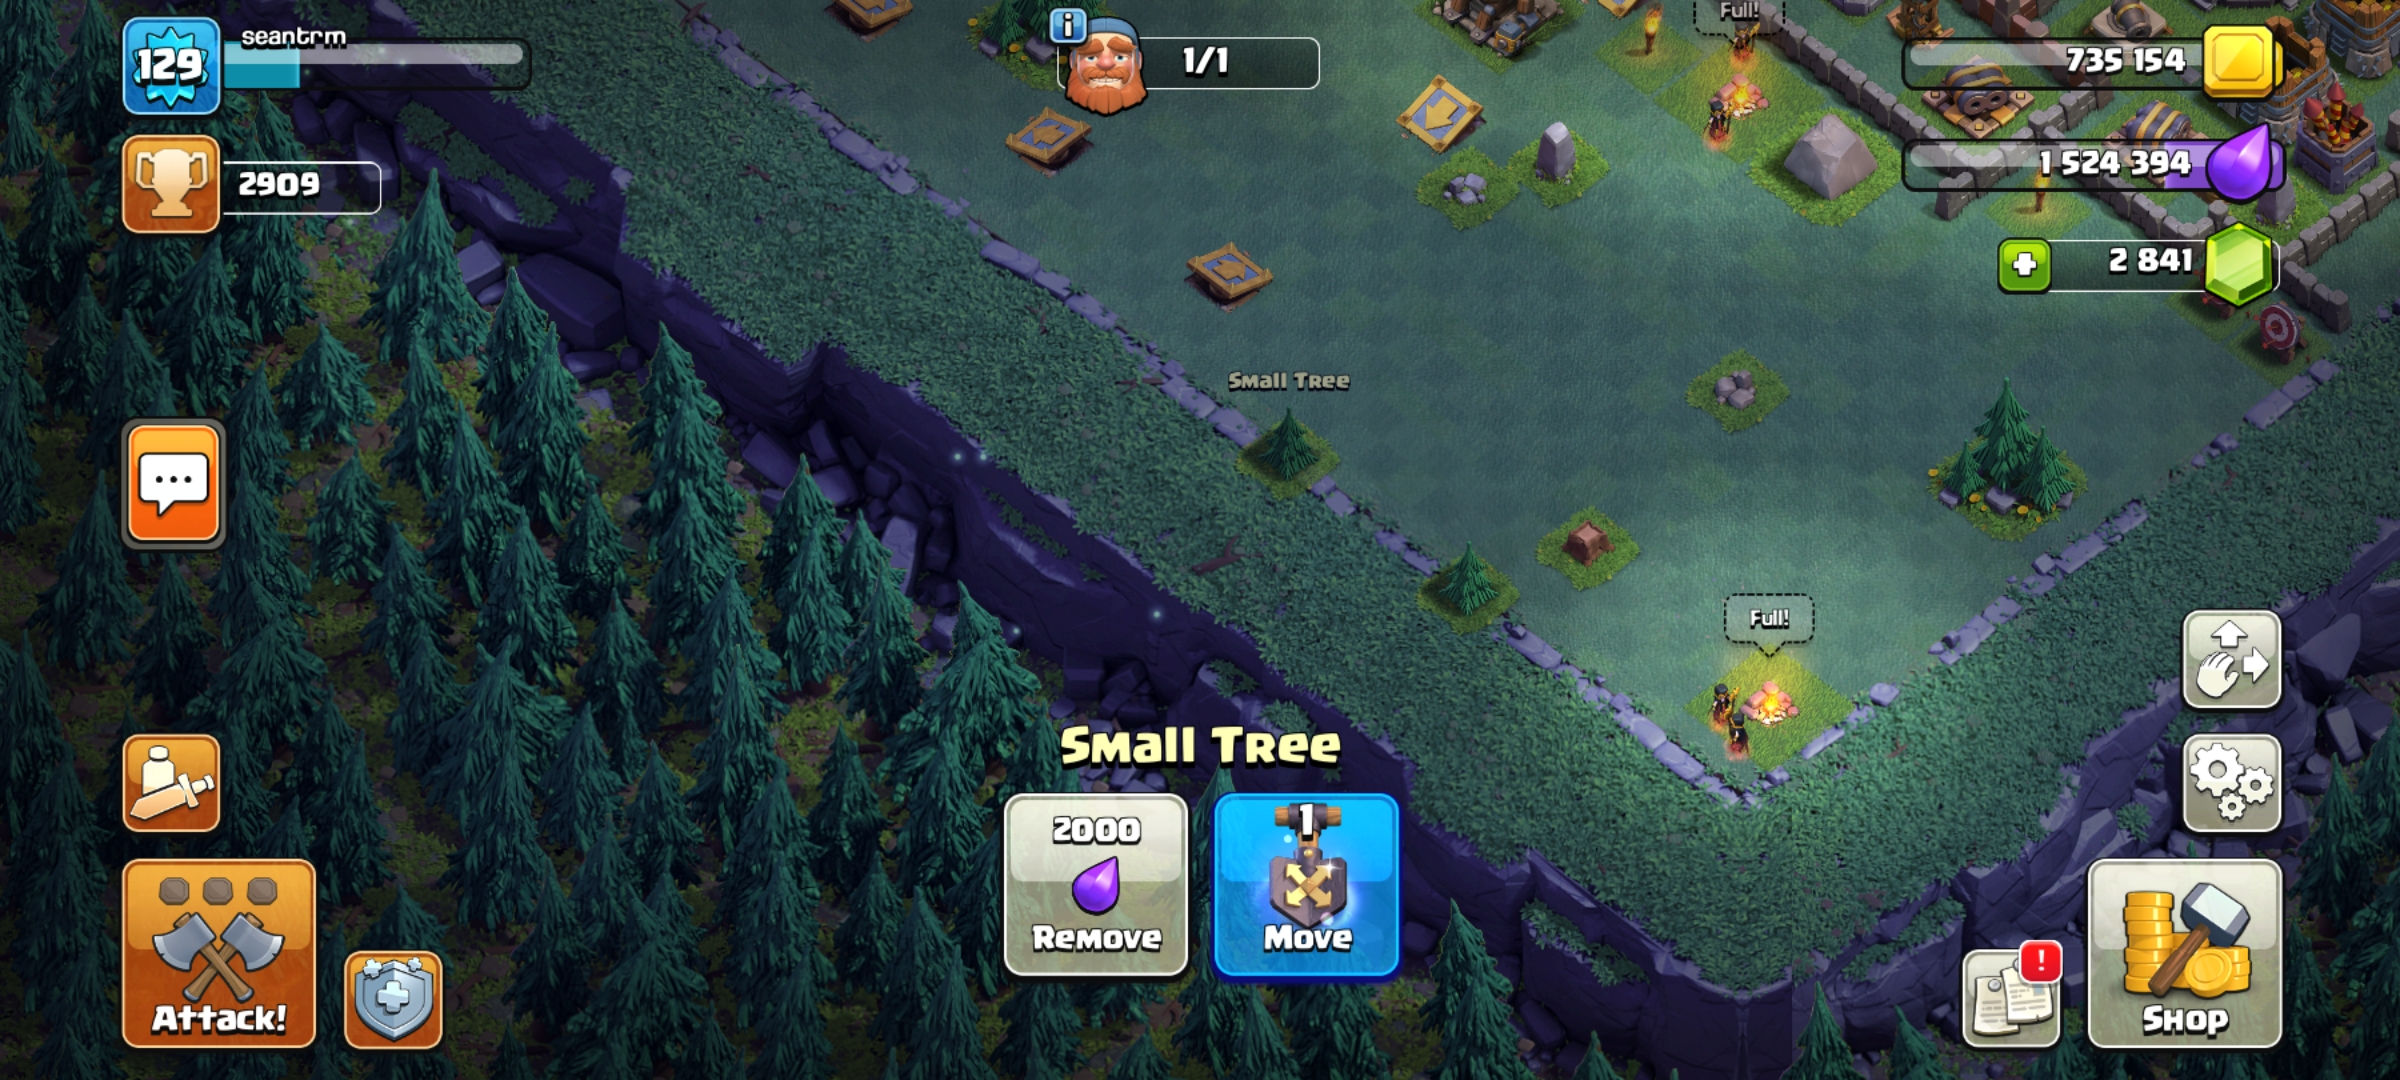 129
seantrm
1/1
Full!
735 154
2909
1 524 394
2 841
Small Tree
Full!
Small Tree
2000
Remove
1
Move
Attack!
!
Shop